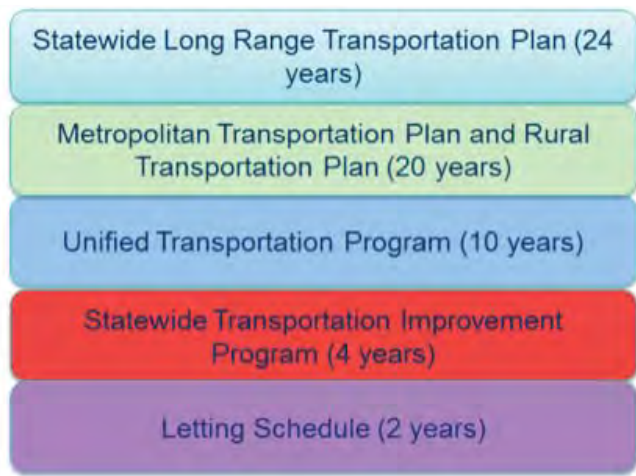 Statewide Long Range Transportation Plan (24
years)
Metropolitan Transportation Plan and Rural
Transportation Plan (20 years)
Unified Transportation Program (10 years)
Statewide Transportation Improvement
Program (4 years)
Letting Schedule (2 years)